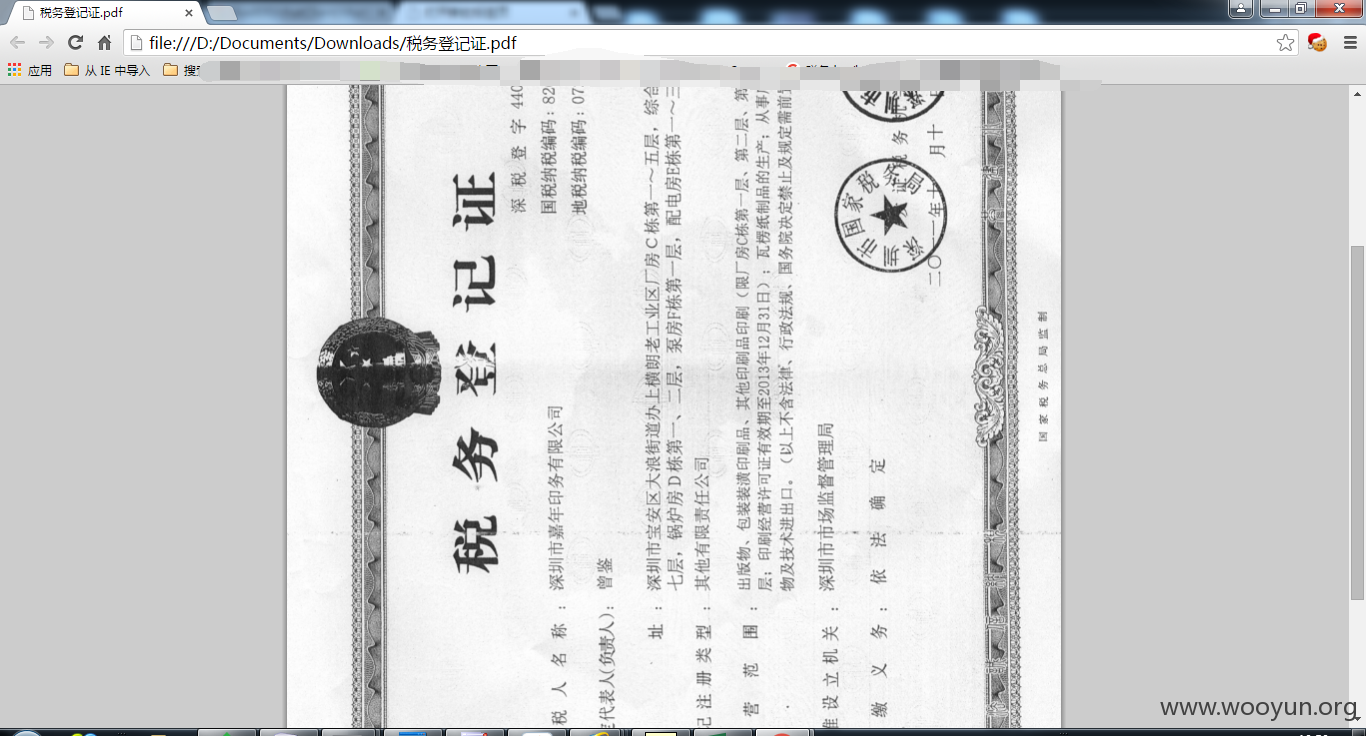 税务登记证.pdf
file:///D:/Documents/Downloads/税务登记证.pdf
应用 从 IE 中导入 搜
税务登记证
深 税 登 字 440
国税纳税编码：82
地税纳税编码：07
税 人 名 称 ： 深圳市嘉年印务有限公司
代表人(负责人)： 曾鉴
址 ： 深圳市宝安区大浪街道办上横朗老工业区厂房C栋第一～五层，综合
七层，锅炉房D栋第一、二层，泵房F栋第一层，配电房E栋第一～三
记 注 册 类 型 ： 其他有限责任公司
营 范 围 ： 出版物、包装装潢印刷品、其他印刷品印刷（限厂房C栋第一层、第二层、第
层；印刷经营许可证有效期至2013年12月31日）；瓦楞纸制品的生产；从事
物及技术进出口。（以上不含法律、行政法规、国务院决定禁止及规定需前
设 立 机 关 ： 深圳市市场监督管理局
缴 义 务 ： 依 法 确 定
税 务 机
国家税务局
二〇一一年十 月十
国 家 税 务 总 局 监 制
www.wooyun.org